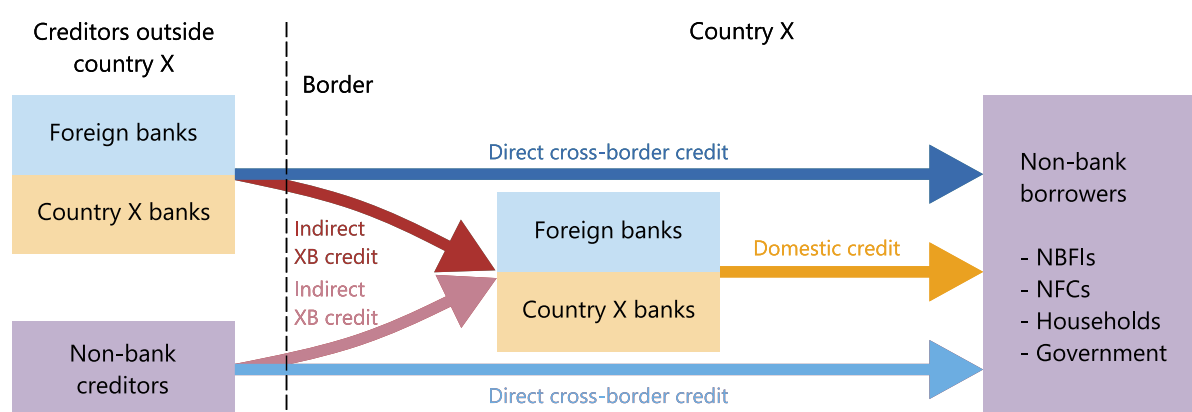 Creditors outside
country X
Country X
Border
Foreign banks
Country X banks
Direct cross-border credit
Indirect
XB credit
Indirect
XB credit
Foreign banks
Country X banks
Domestic credit
Non-bank
creditors
Direct cross-border credit
Non-bank
borrowers
- NBFIs
- NFCs
- Households
- Government